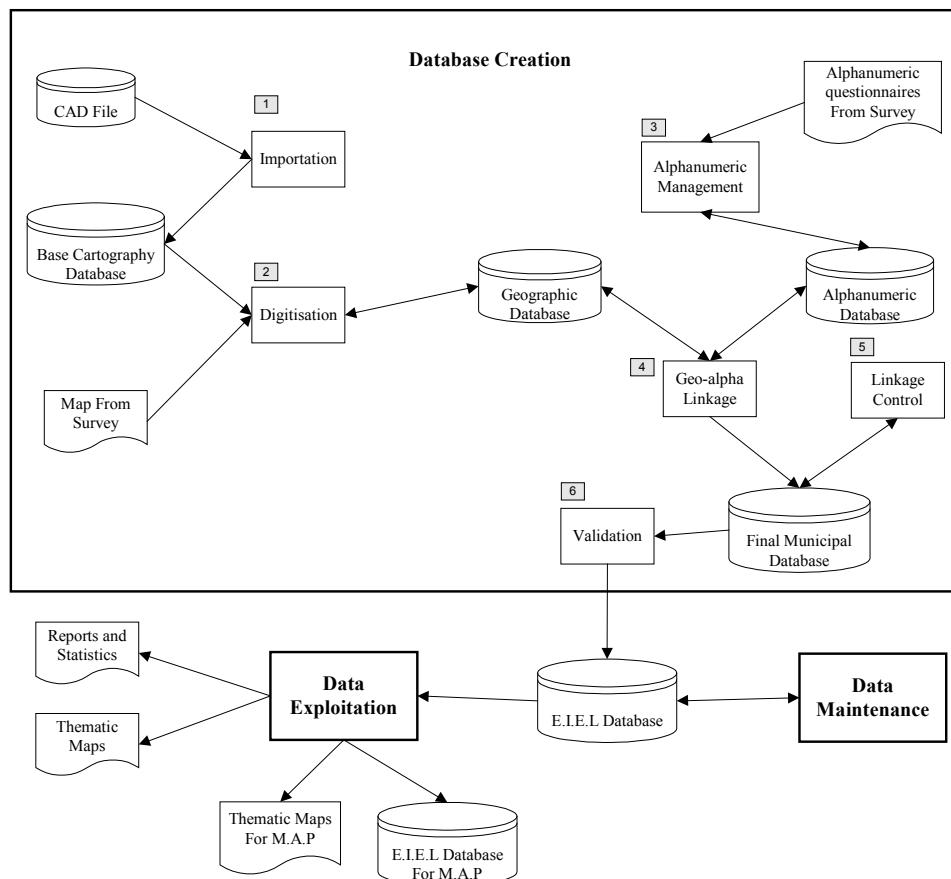 Database Creation
CAD File
1
Importation
Alphanumeric
questionnaires
From Survey
3
Alphanumeric
Management
Base Cartography
Database
2
Digitisation
Geographic
Database
Alphanumeric
Database
Map From
Survey
4
Geo-alpha
Linkage
5
Linkage
Control
6
Validation
Final Municipal
Database
Reports and
Statistics
Thematic
Maps
Data
Exploitation
E.I.E.L Database
Data
Maintenance
Thematic Maps
For M.A.P
E.I.E.L Database
For M.A.P